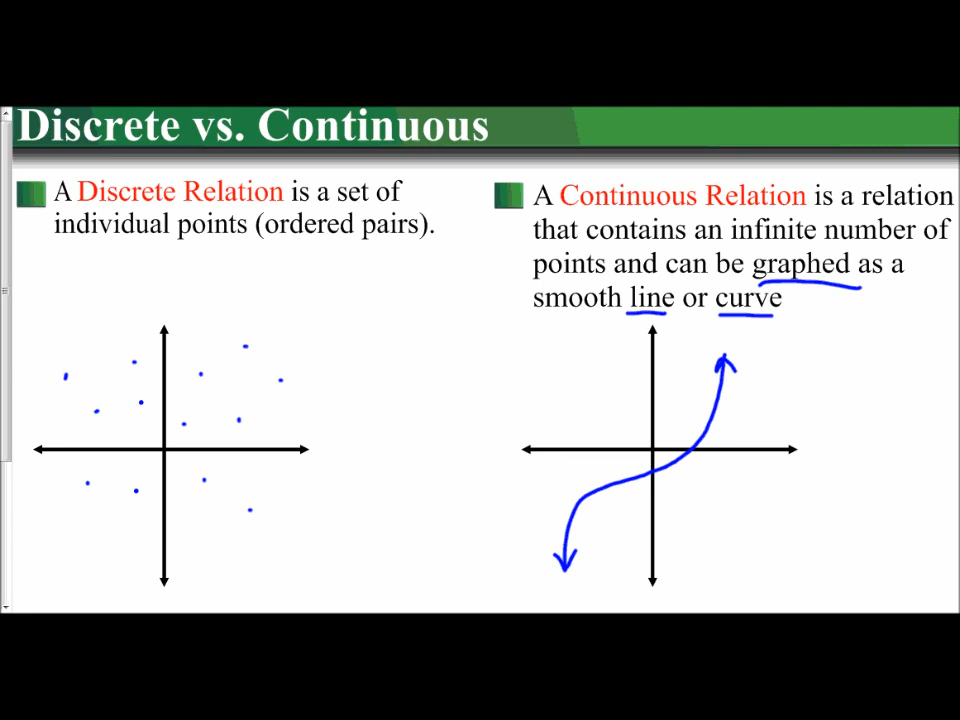 Discrete vs. Continuous
A Discrete Relation is a set of
individual points (ordered pairs).
A Continuous Relation is a relation
that contains an infinite number of
points and can be graphed as a
smooth line or curve